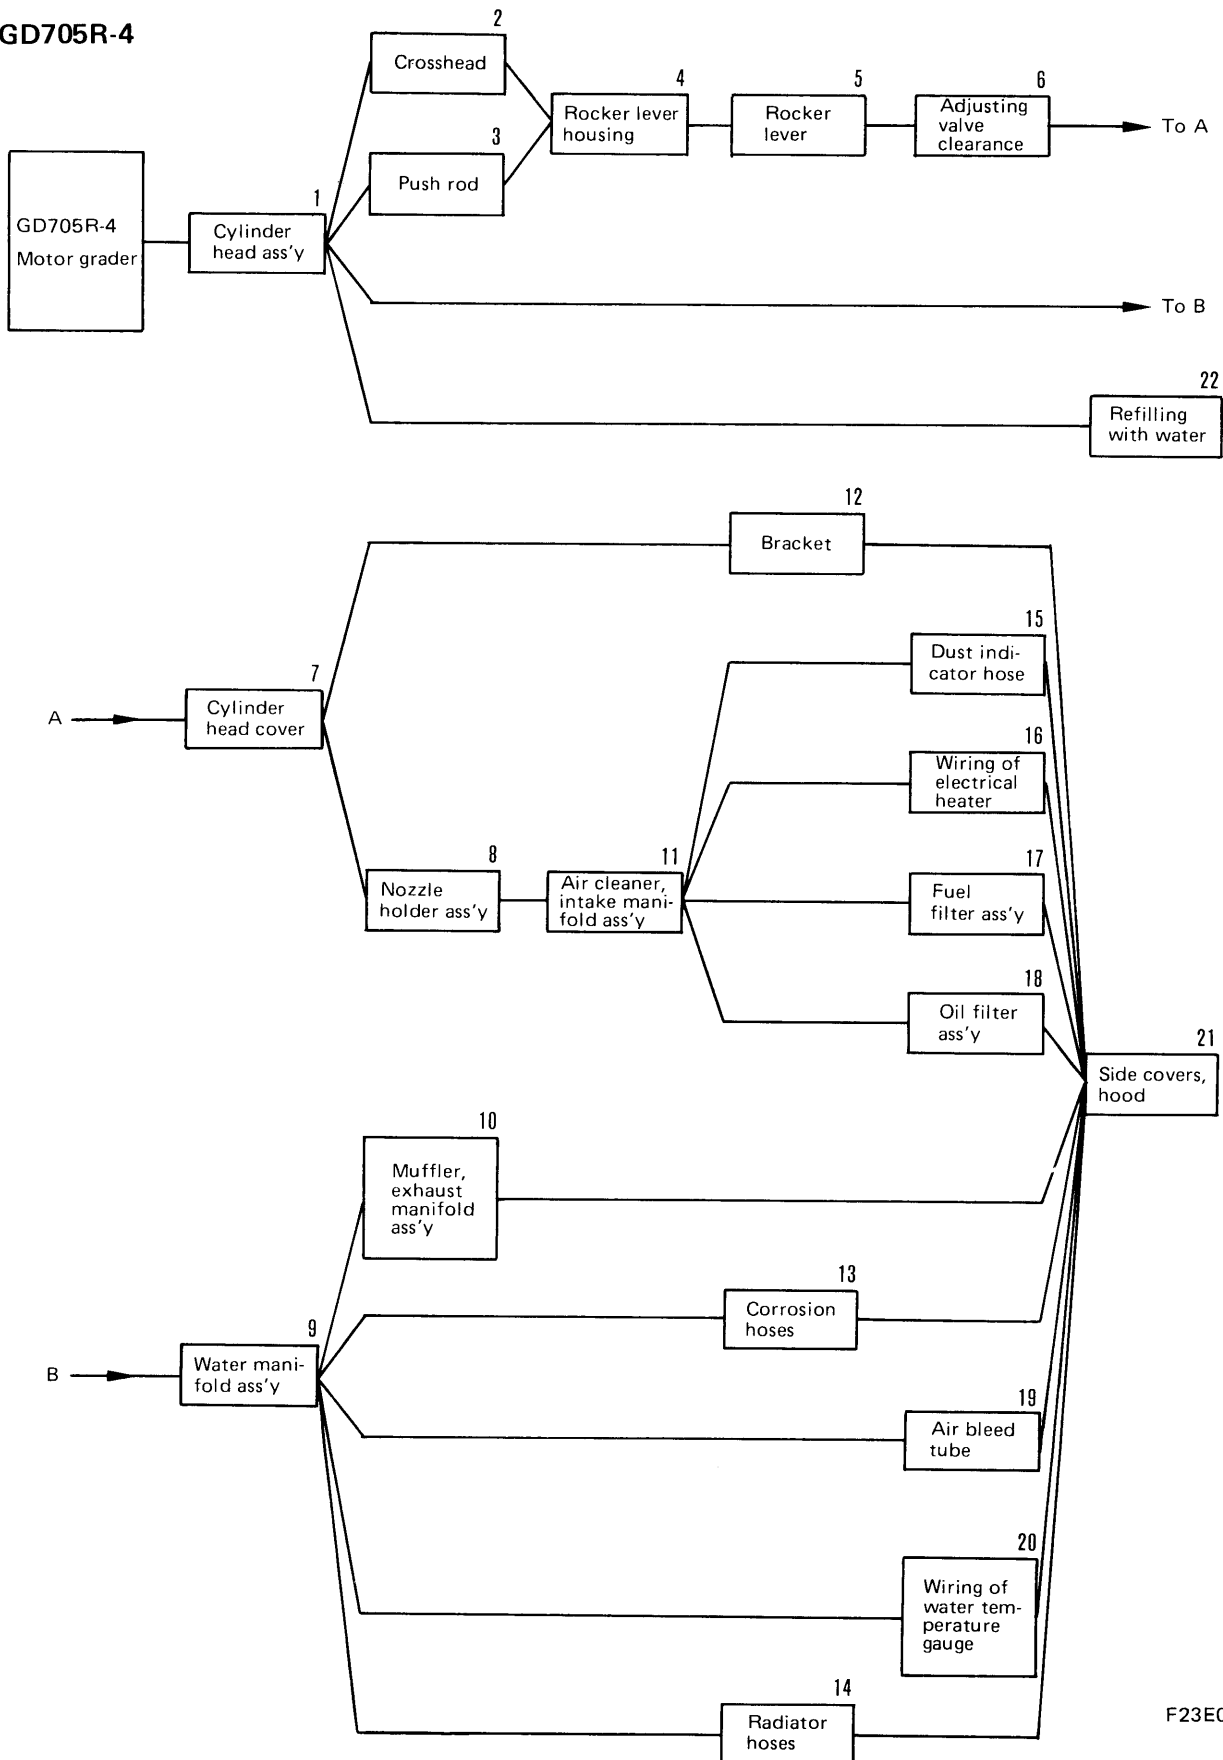 GD705R-4
2
Crosshead
3
Push rod
4
Rocker lever
housing
5
Rocker
lever
6
Adjusting
valve
clearance
To A
GD705R-4
Motor grader
1
Cylinder
head ass'y
To B
22
Refilling
with water
12
Bracket
15
Dust indi-
cator hose
A
7
Cylinder
head cover
16
Wiring of
electrical
heater
8
Nozzle
holder ass'y
11
Air cleaner,
intake mani-
fold ass'y
17
Fuel
filter ass'y
18
Oil filter
ass'y
21
Side covers,
hood
10
Muffler,
exhaust
manifold
ass'y
13
Corrosion
hoses
B
9
Water mani-
fold ass'y
19
Air bleed
tube
20
Wiring of
water tem-
perature
gauge
14
Radiator
hoses